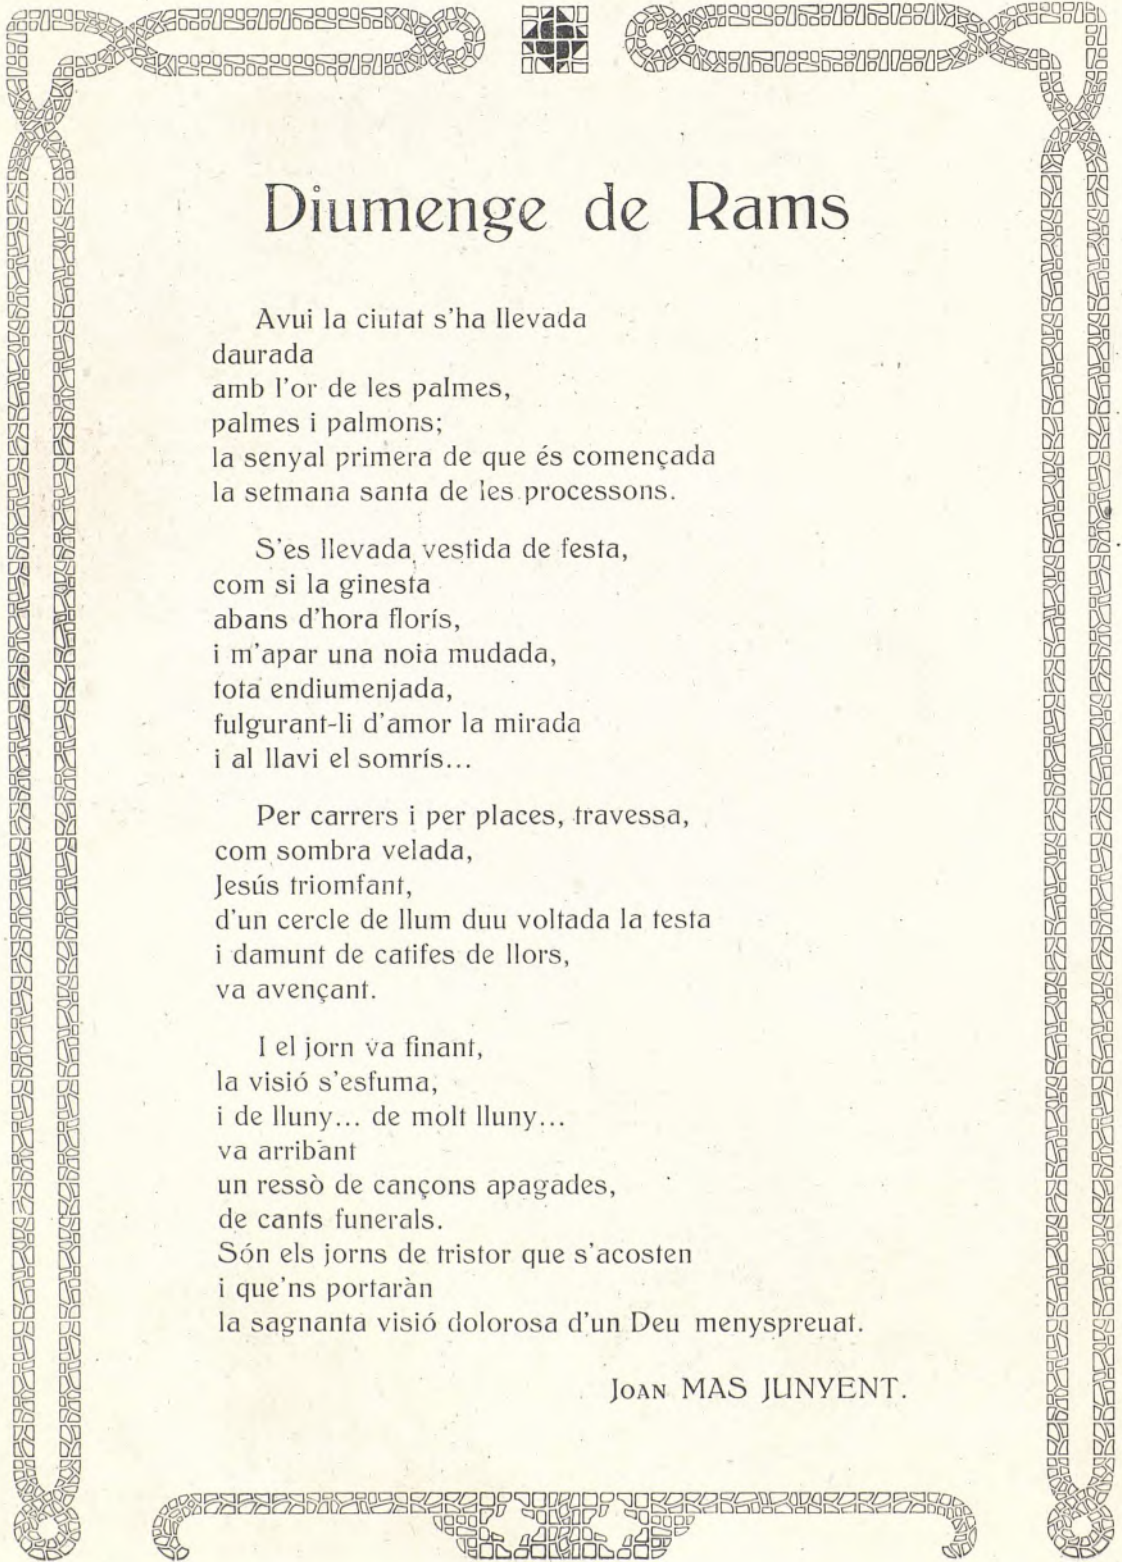 Diumenge de Rams
Avui la ciutat s'ha llevada
daurada
amb l'or de les palmes,
palmes i palmons;
la senyal primera de que és començada
la setmana santa de les processons.
S'es llevada vestida de festa,
com si la ginesta
abans d'hora florís,
i m'apar una noia mudada,
tota endiumenjada,
fulgurant-li d'amor la mirada
i al llavi el somrís...
Per carrers i per places, travessa,
com sombra velada,
Jesús triomfant,
d'un cercle de llum duu voltada la testa
i damunt de catifes de llors,
va avençant.
I el jorn va finant,
la visió s'esfuma,
i de lluny... de molt lluny...
va arribant
un ressò de cançons apagades,
de cants funerals.
Són els jorns de tristor que s'acosten
i que'ns portaràn
la sagnanta visió dolorosa d'un Deu menyspreuat.
Joan MAS JUNYENT.